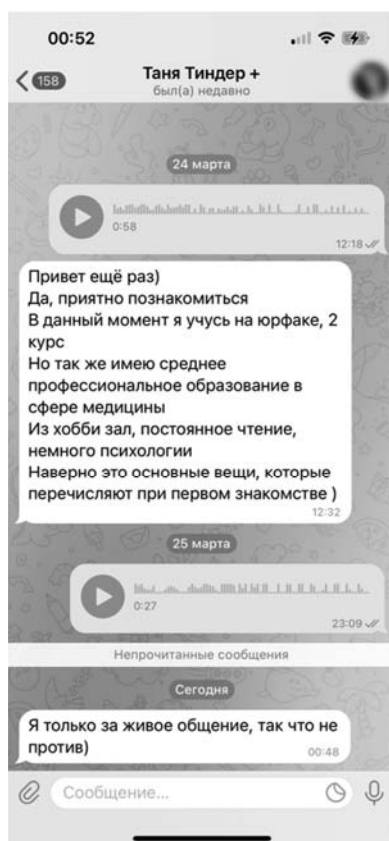 00:52
158
Таня Тиндер +
был(а) недавно
24 марта
0:58
12:18
Привет ещё раз)
Да, приятно познакомиться
В данный момент я учусь на юрфаке, 2
курс
Но так же имею среднее
профессиональное образование в
сфере медицины
Из хобби зал, постоянное чтение,
немного психологии
Наверно это основные вещи, которые
перечисляют при первом знакомстве )
12:32
25 марта
0:27
23:09
Непрочитанные сообщения
Сегодня
Я только за живое общение, так что не
против)
00:48
Сообщение...